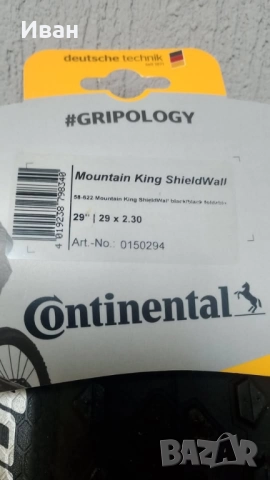 Иван
deutsche technik
#GRIPOLOGY
Mountain King ShieldWall
58-622 Mountain King ShieldWall black/black foldable
29" | 29 x 2.30
Art.-No.: 0150294
4 019238 798340
Continental
BAZAR